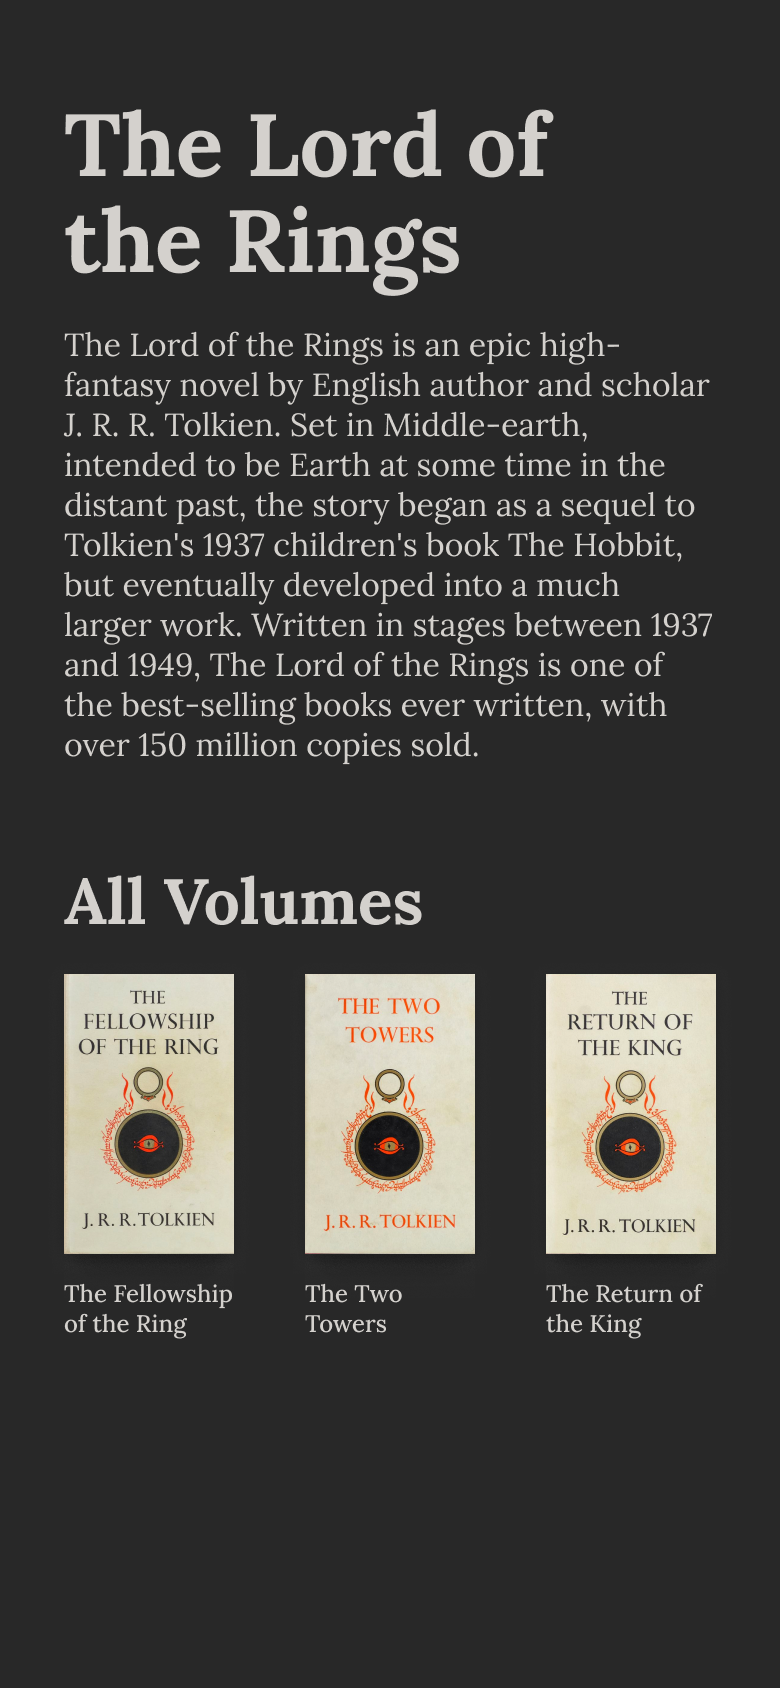 The Lord of
the Rings
The Lord of the Rings is an epic high-
fantasy novel by English author and scholar
J. R. R. Tolkien. Set in Middle-earth,
intended to be Earth at some time in the
distant past, the story began as a sequel to
Tolkien's 1937 children's book The Hobbit,
but eventually developed into a much
larger work. Written in stages between 1937
and 1949, The Lord of the Rings is one of
the best-selling books ever written, with
over 150 million copies sold.
All Volumes
THE
FELLOWSHIP
OF THE RING
J. R. R. TOLKIEN
The Fellowship
of the Ring
THE TWO
TOWERS
J. R. R. TOLKIEN
The Two
Towers
THE
RETURN OF
THE KING
J. R. R. TOLKIEN
The Return of
the King